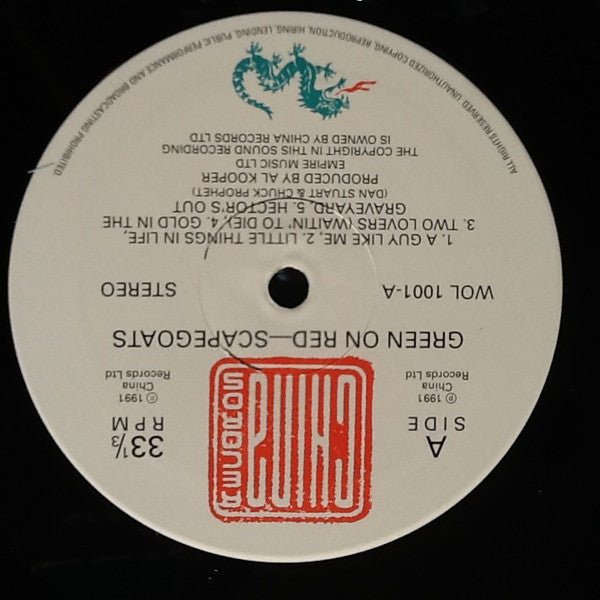 CHINA
RECORDS
A
SIDE
33⅓
RPM
Ⓟ 1991
China
Records Ltd
© 1991
China
Records Ltd
GREEN ON RED—SCAPEGOATS
WOL 1001-A
STEREO
1. A GUY LIKE ME, 2. LITTLE THINGS IN LIFE,
3. TWO LOVERS (WAITIN' TO DIE), 4. GOLD IN THE
GRAVEYARD, 5. HECTOR'S OUT
(DAN STUART & CHUCK PROPHET)
PRODUCED BY AL KOOPER
EMPIRE MUSIC LTD
THE COPYRIGHT IN THIS SOUND RECORDING
IS OWNED BY CHINA RECORDS LTD
ALL RIGHTS RESERVED. UNAUTHORIZED COPYING, REPRODUCTION, HIRING, LENDING, PUBLIC PERFORMANCE AND BROADCASTING PROHIBITED.